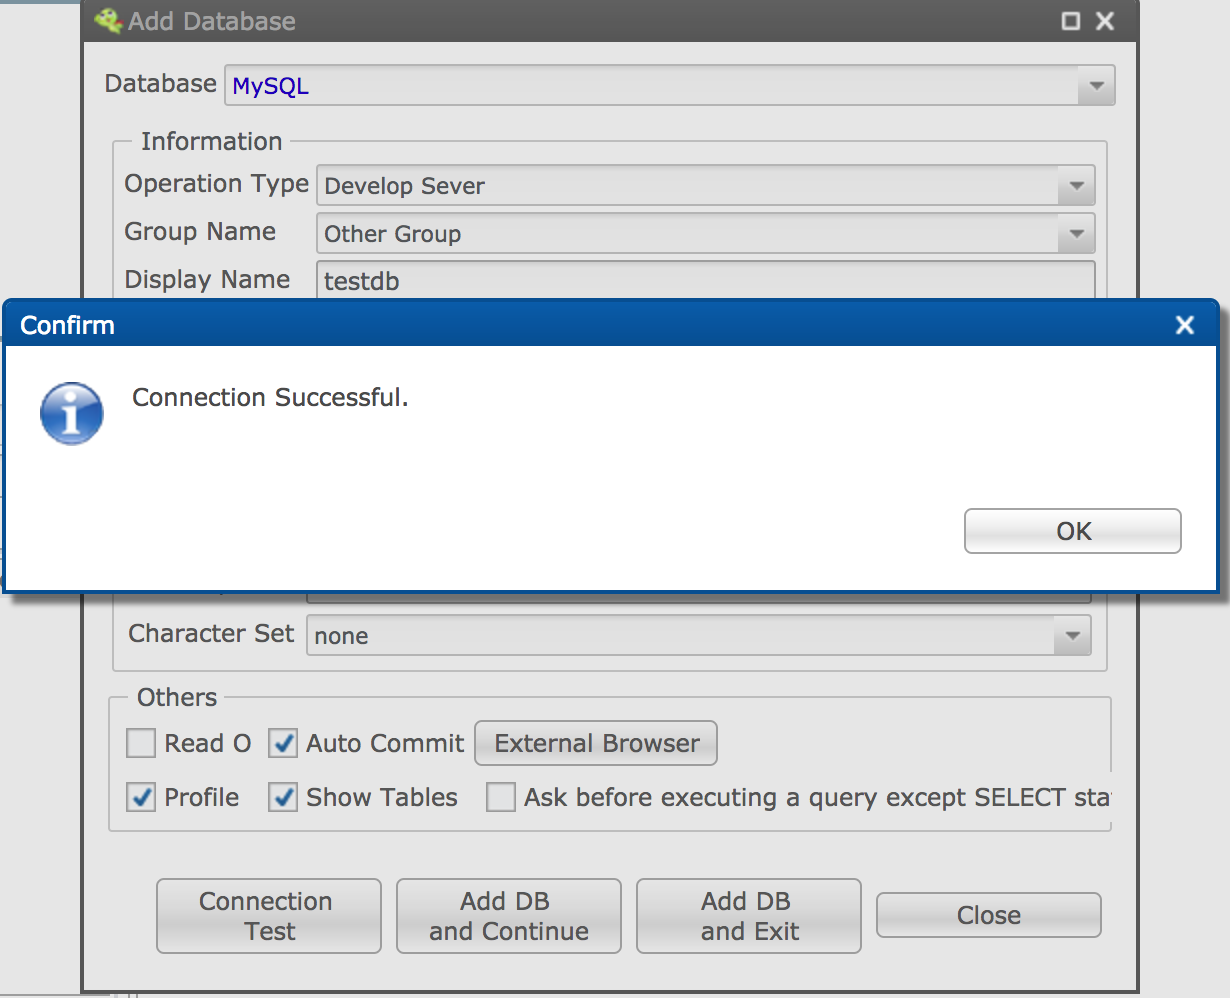 Add Database
Database MySQL
Information
Operation Type Develop Sever
Group Name Other Group
Display Name testdb
Confirm
Connection Successful.
OK
Character Set none
Others
Read O Auto Commit External Browser
Profile Show Tables Ask before executing a query except SELECT sta
Connection Test
Add DB and Continue
Add DB and Exit
Close